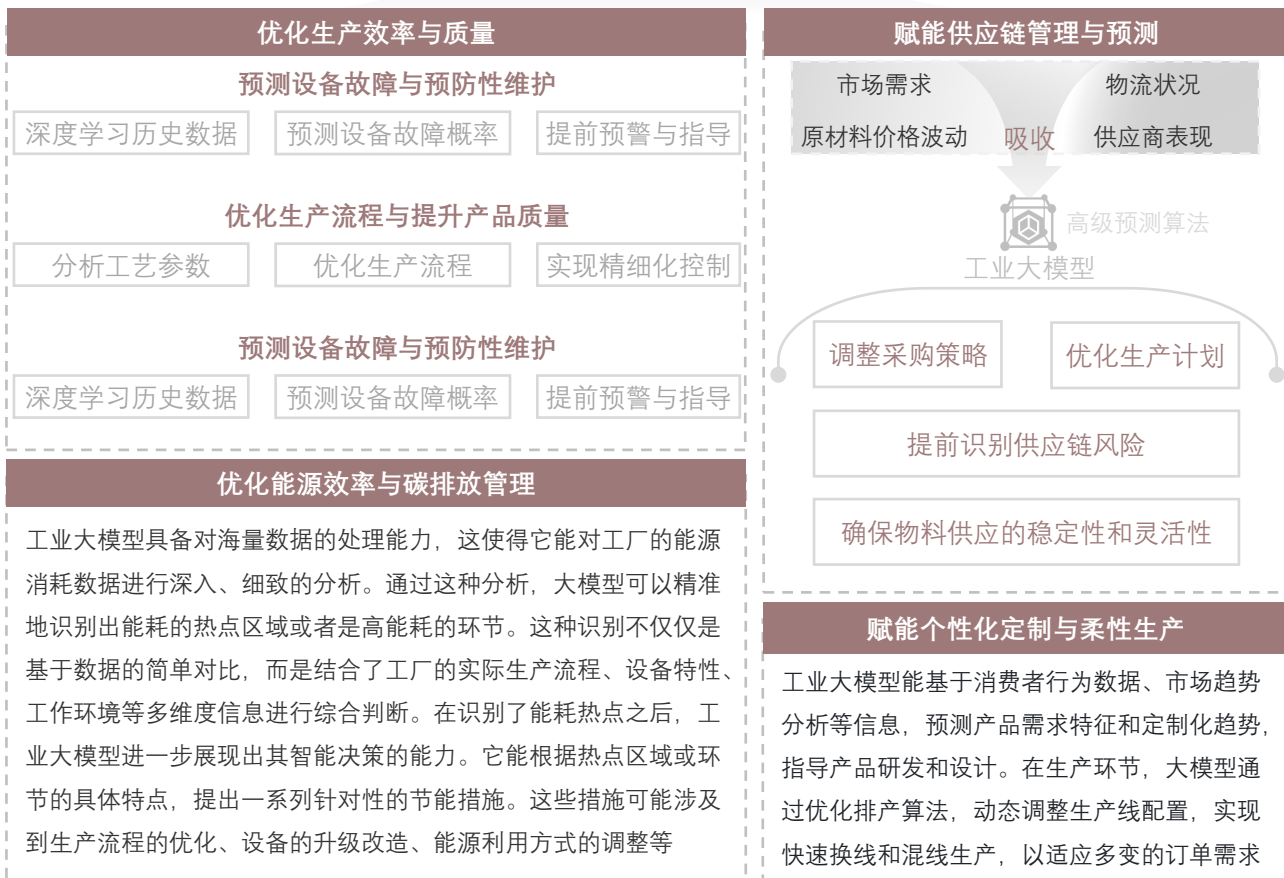 优化生产效率与质量
预测设备故障与预防性维护
深度学习历史数据
预测设备故障概率
提前预警与指导
优化生产流程与提升产品质量
分析工艺参数
优化生产流程
实现精细化控制
预测设备故障与预防性维护
深度学习历史数据
预测设备故障概率
提前预警与指导
优化能源效率与碳排放管理
工业大模型具备对海量数据的处理能力，这使得它能对工厂的能源
消耗数据进行深入、细致的分析。通过这种分析，大模型可以精准
地识别出能耗的热点区域或者是高能耗的环节。这种识别不仅仅是
基于数据的简单对比，而是结合了工厂的实际生产流程、设备特性、
工作环境等多维度信息进行综合判断。在识别了能耗热点之后，工
业大模型进一步展现出其智能决策的能力。它能根据热点区域或环
节的具体特点，提出一系列针对性的节能措施。这些措施可能涉及
到生产流程的优化、设备的升级改造、能源利用方式的调整等
赋能供应链管理与预测
市场需求
物流状况
原材料价格波动
吸收
供应商表现
高级预测算法
工业大模型
调整采购策略
优化生产计划
提前识别供应链风险
确保物料供应的稳定性和灵活性
赋能个性化定制与柔性生产
工业大模型能基于消费者行为数据、市场趋势
分析等信息，预测产品需求特征和定制化趋势，
指导产品研发和设计。在生产环节，大模型通
过优化排产算法，动态调整生产线配置，实现
快速换线和混线生产，以适应多变的订单需求